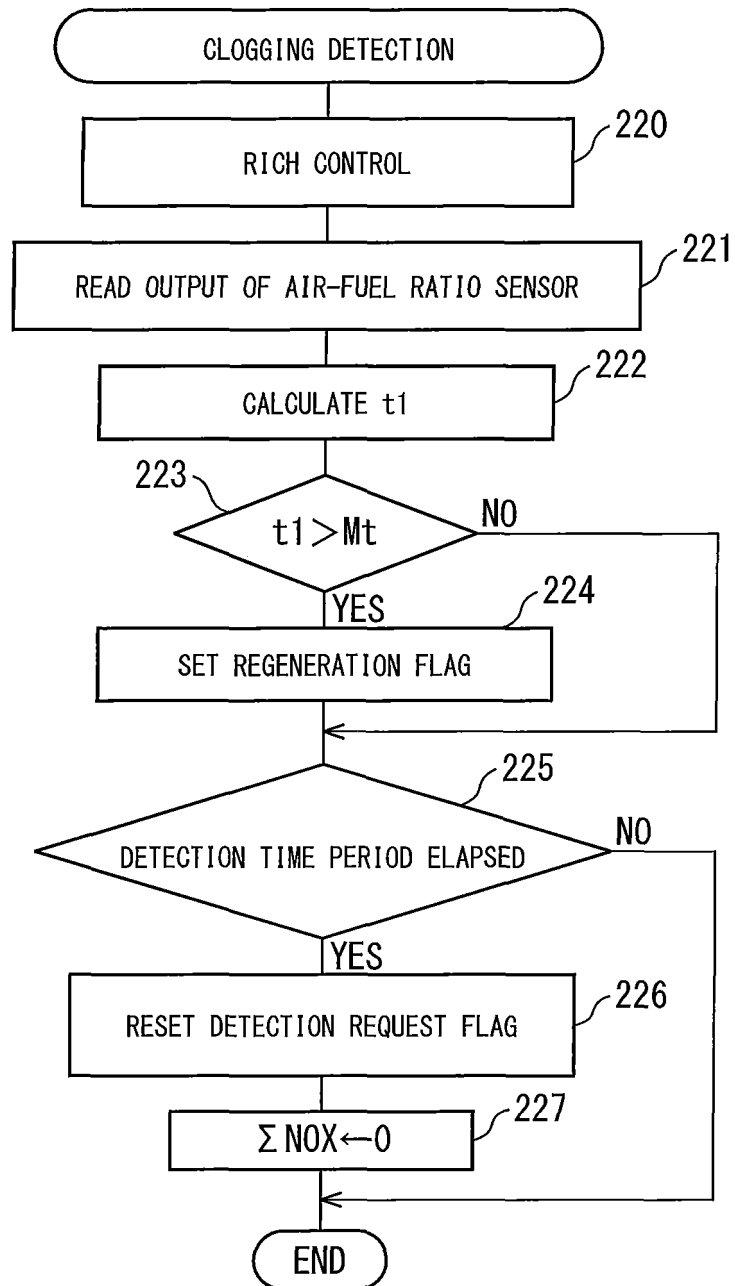 CLOGGING DETECTION
220
RICH CONTROL
221
READ OUTPUT OF AIR-FUEL RATIO SENSOR
222
CALCULATE t1
223
t1>Mt
NO
YES
224
SET REGENERATION FLAG
225
DETECTION TIME PERIOD ELAPSED
NO
YES
226
RESET DETECTION REQUEST FLAG
227
ΣNOX←0
END